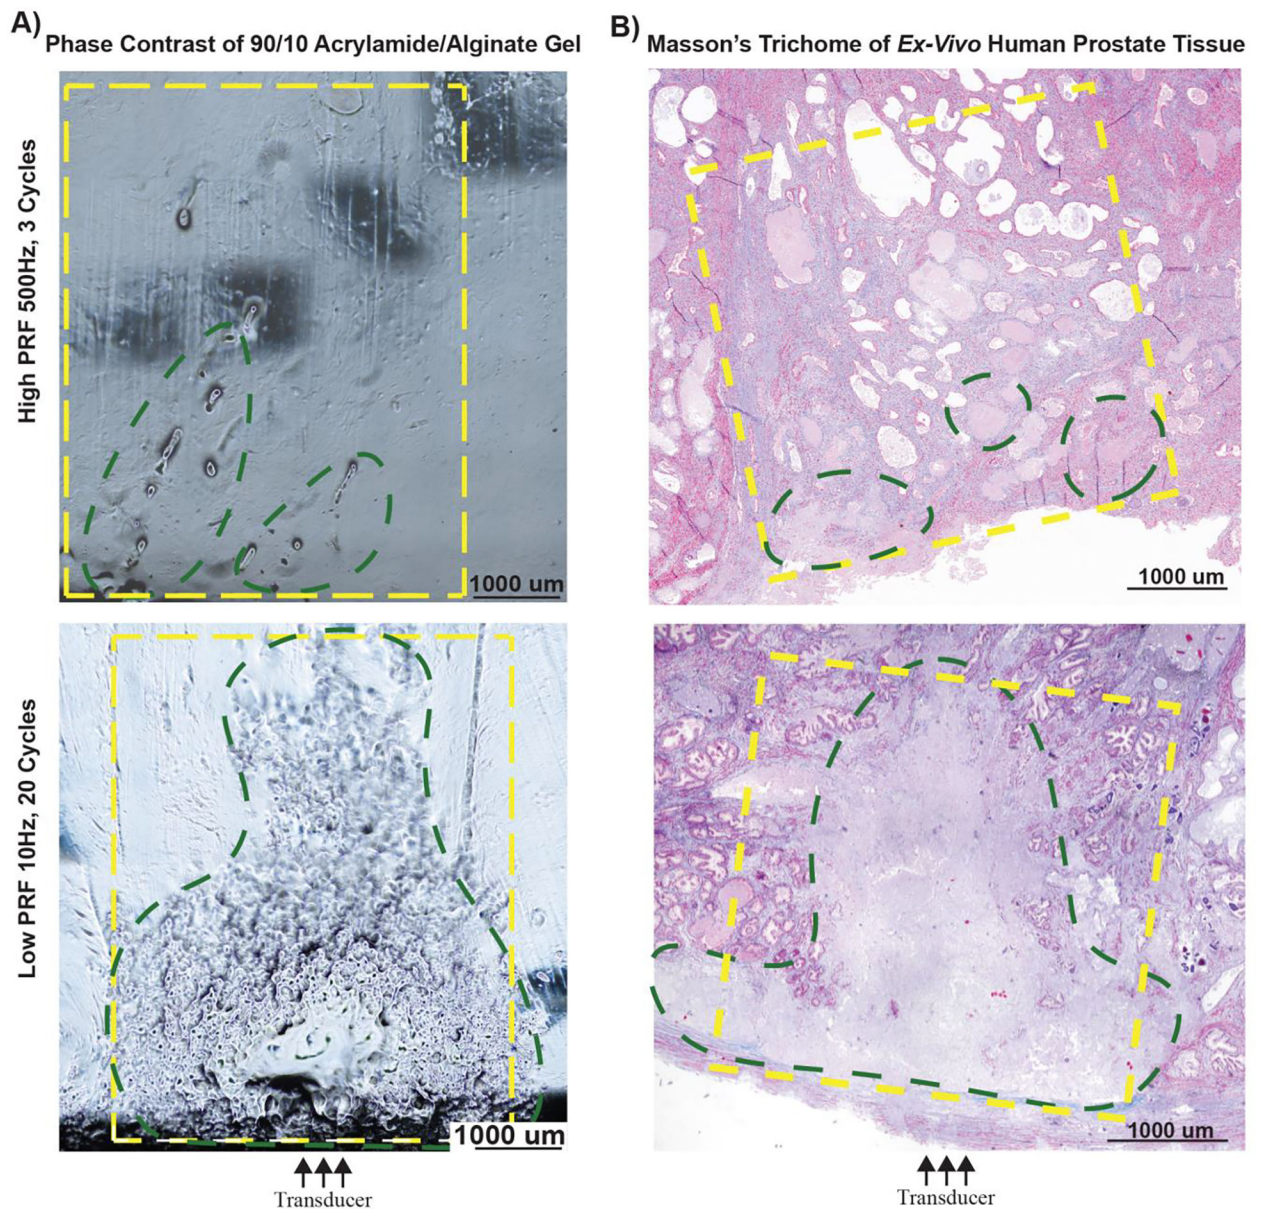 A)
Phase Contrast of 90/10 Acrylamide/Alginate Gel
B)
Masson's Trichome of Ex-Vivo Human Prostate Tissue
High PRF 500Hz, 3 Cycles
1000 um
1000 um
Low PRF 10Hz, 20 Cycles
1000 um
1000 um
Transducer
Transducer